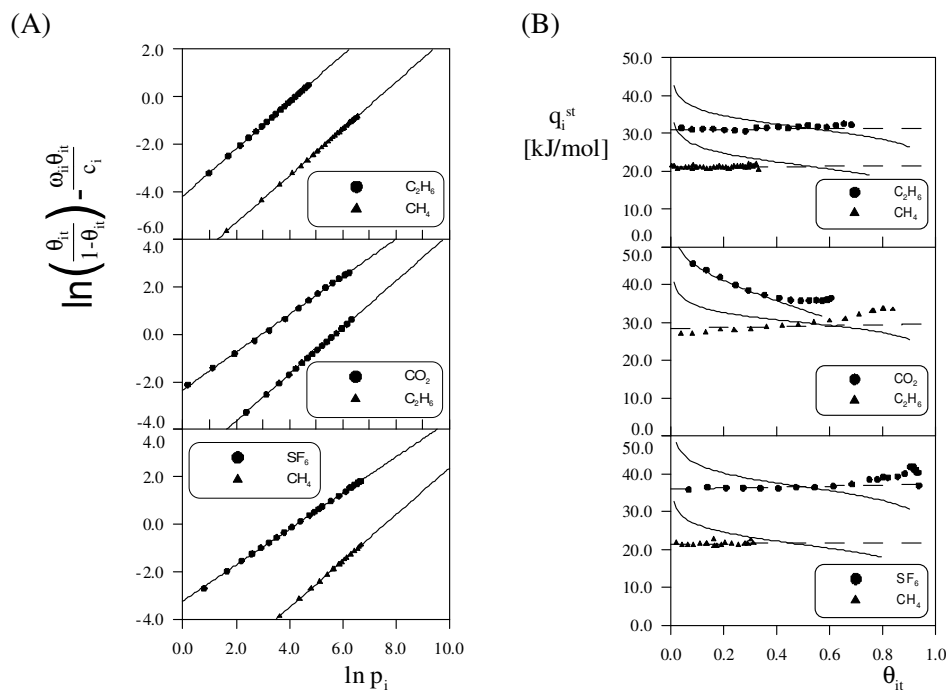 (A)
ln(θit/1-θit) - ωiiθit/ci
2.0
0.0
-2.0
-4.0
-6.0
C2H6
CH4
4.0
2.0
0.0
-2.0
-4.0
CO2
C2H6
4.0
2.0
0.0
-2.0
-4.0
SF6
CH4
0.0 2.0 4.0 6.0 8.0 10.0
ln pi
(B)
qi st
[kJ/mol]
50.0
40.0
30.0
20.0
10.0
0.0
C2H6
CH4
50.0
40.0
30.0
20.0
10.0
0.0
CO2
C2H6
50.0
40.0
30.0
20.0
10.0
0.0
SF6
CH4
0.0 0.2 0.4 0.6 0.8 1.0
θit